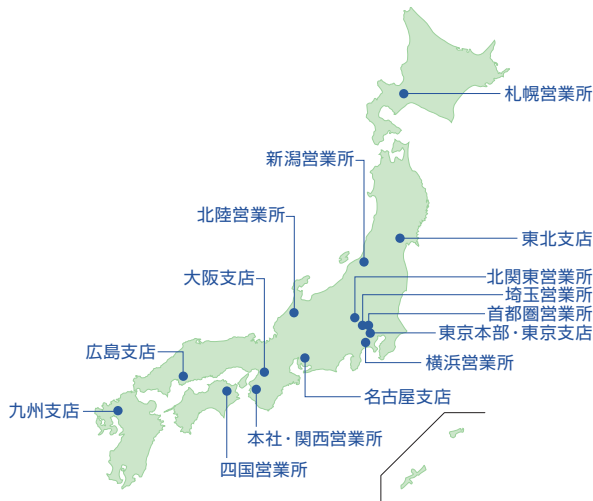 札幌営業所
新潟営業所
北陸営業所
東北支店
大阪支店
北関東営業所
埼玉営業所
首都圏営業所
東京本部・東京支店
広島支店
横浜営業所
名古屋支店
九州支店
本社・関西営業所
四国営業所